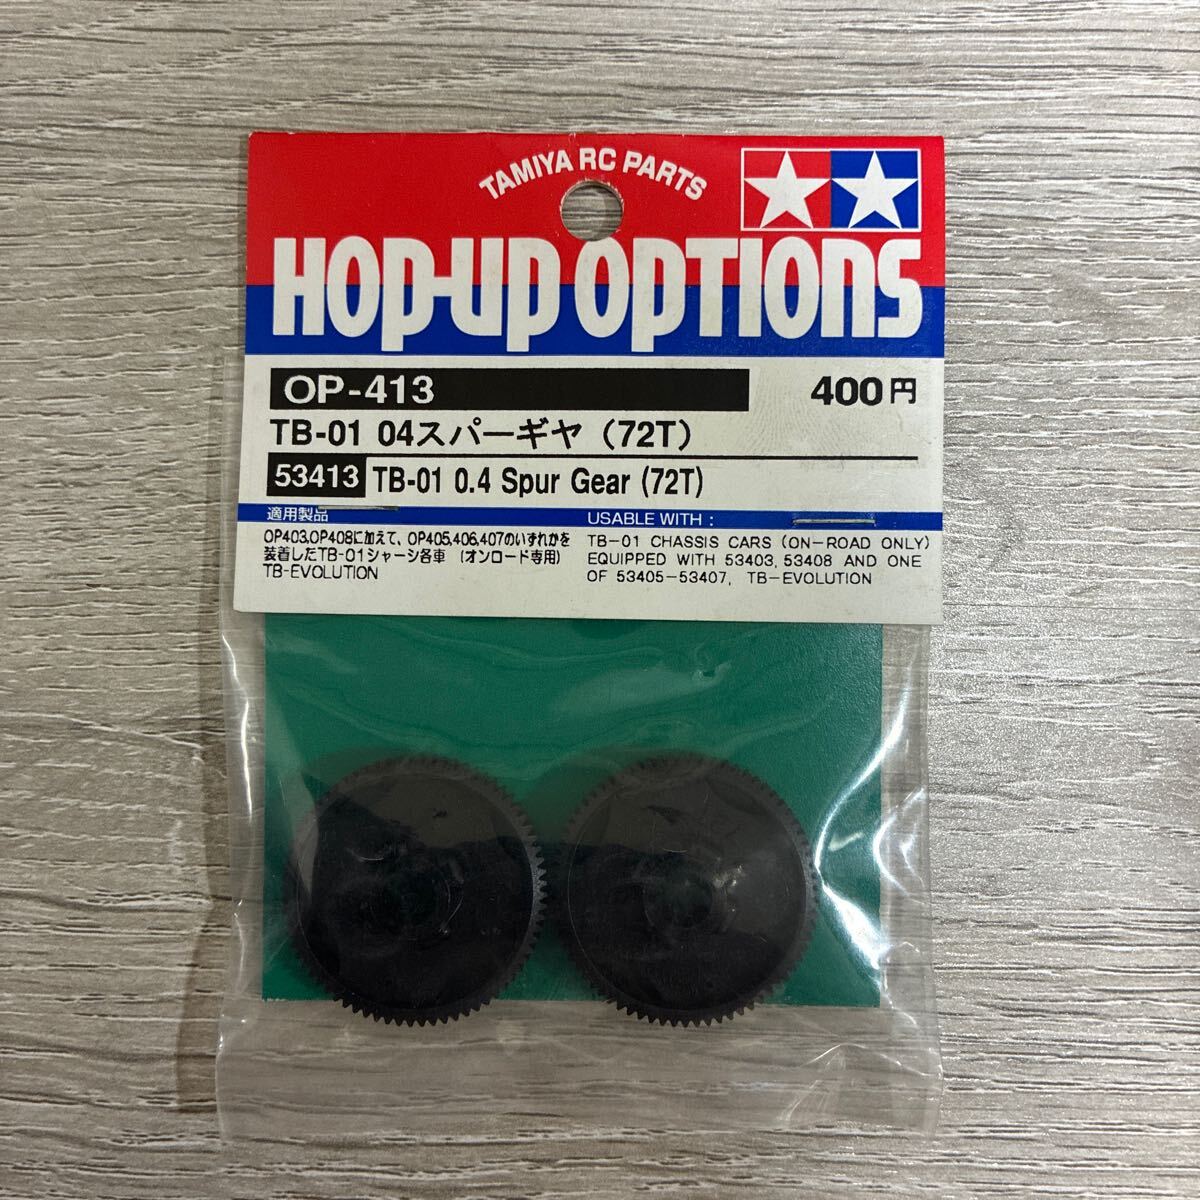 TAMIYA RC PARTS
HOP-UP OPTIONS
OP-413
400円
TB-01 04スパーギヤ（72T）
53413 TB-01 0.4 Spur Gear (72T)
適用製品
OP403,OP408に加えて、OP405,406,407のいずれかを
装着したTB-01シャーシ各車 (オンロード専用)
TB-EVOLUTION
USABLE WITH :
TB-01 CHASSIS CARS (ON-ROAD ONLY)
EQUIPPED WITH 53403, 53408 AND ONE
OF 53405-53407, TB-EVOLUTION